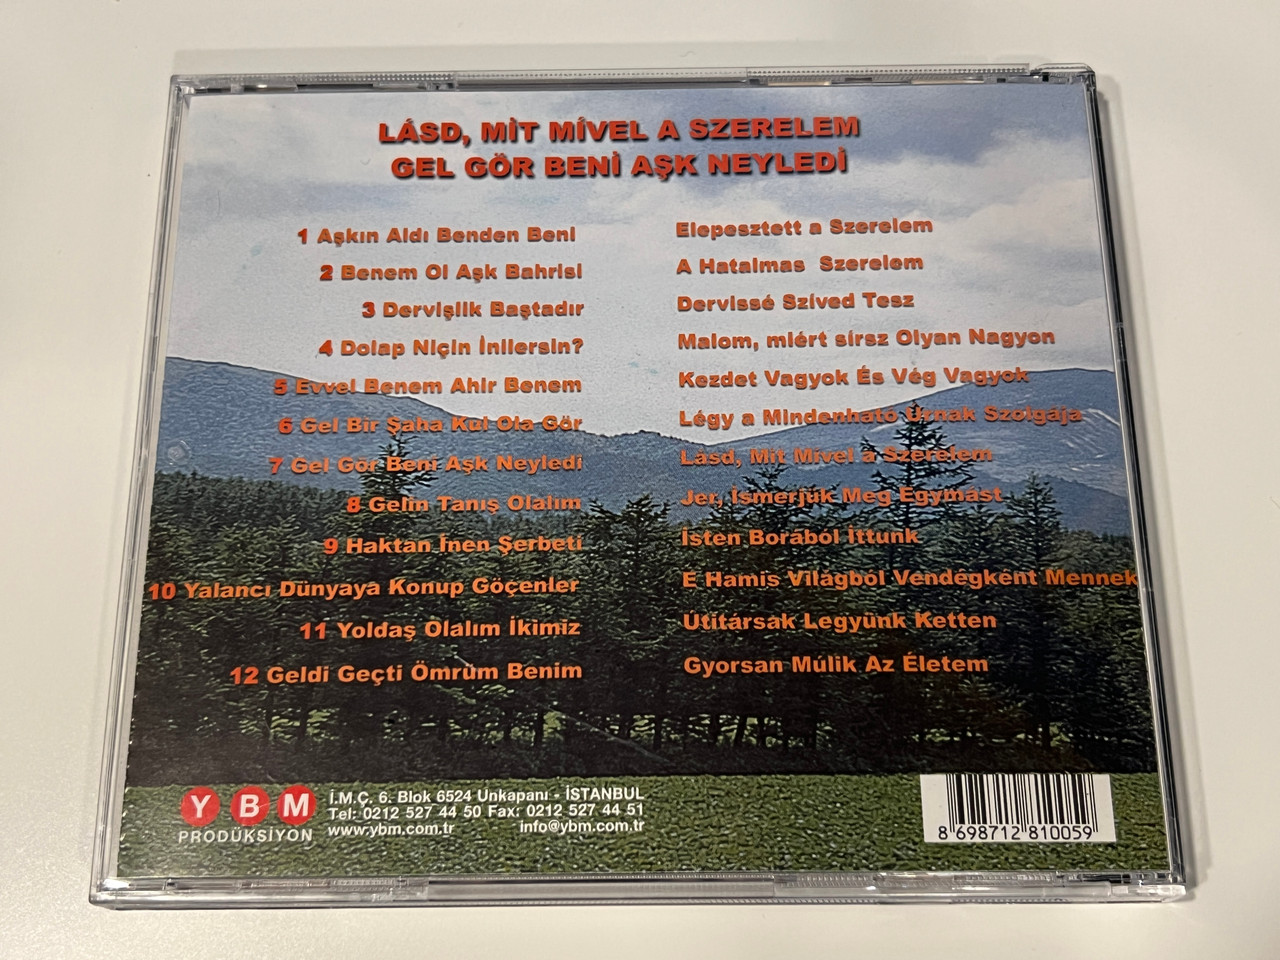 LÁSD, MİT MÍVEL A SZERELEM
GEL GÖR BENİ AŞK NEYLEDİ
1 Aşkın Aldı Benden Beni Elepesztett a Szerelem
2 Benem Ol Aşk Bahrisi A Hatalmas Szerelem
3 Dervişlik Baştadır Dervissé Szíved Tesz
4 Dolap Niçin İnilersin? Malom, miért sírsz Olyan Nagyon
5 Evvel Benem Ahir Benem Kezdet Vagyok És Vég Vagyok
6 Gel Bir Şaha Kul Ola Gör Légy a Mindenható Úrnak Szolgája
7 Gel Gör Beni Aşk Neyledi Lásd, Mit Mível a Szerelem
8 Gelin Tanış Olalım Jer, İsmerjük Meg Egymást
9 Haktan İnen Şerbeti İsten Borából İttunk
10 Yalancı Dünyaya Konup Göçenler E Hamis Világból Vendégként Mennek
11 Yoldaş Olalım İkimiz Útitársak Legyünk Ketten
12 Geldi Geçti Ömrüm Benim Gyorsan Múlik Az Életem
Y B M
PRODÜKSİYON
İ.M.Ç. 6. Blok 6524 Unkapanı - İSTANBUL
Tel: 0212 527 44 50 Fax: 0212 527 44 51
www.ybm.com.tr info@ybm.com.tr
8 698712 810059